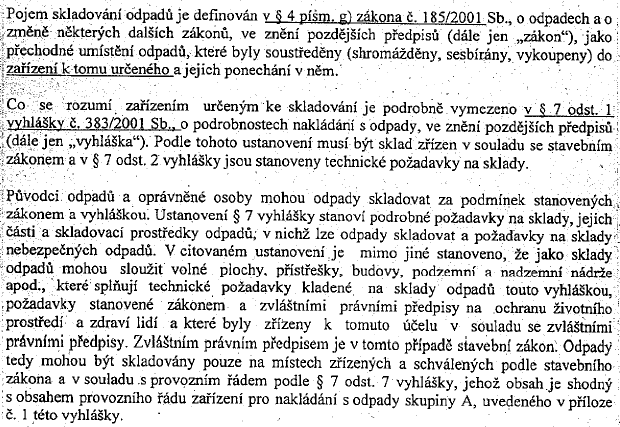 Pojem skladování odpadů je definován v § 4 písm. g) zákona č. 185/2001 Sb., o odpadech a o
změně některých dalších zákonů, ve znění pozdějších předpisů (dále jen „zákon“), jako
přechodné umístění odpadů, které byly soustředěny (shromážděny, sesbírány, vykoupeny) do
zařízení k tomu určeného a jejich ponechání v něm.
Co se rozumí zařízením určeným ke skladování je podrobně vymezeno v § 7 odst. 1
vyhlášky č. 383/2001 Sb., o podrobnostech nakládání s odpady, ve znění pozdějších předpisů
(dále jen „vyhláška“). Podle tohoto ustanovení musí být sklad zřízen v souladu se stavebním
zákonem a v § 7 odst. 2 vyhlášky jsou stanoveny technické požadavky na sklady.
Původci odpadů a oprávněné osoby mohou odpady skladovat za podmínek stanovených
zákonem a vyhláškou. Ustanovení § 7 vyhlášky stanoví podrobné požadavky na sklady, jejich
části a skladovací prostředky odpadů, v nichž lze odpady skladovat a požadavky na sklady
nebezpečných odpadů. V citovaném ustanovení je mimo jiné stanoveno, že jako sklady
odpadů mohou sloužit volné plochy, přístřešky, budovy, podzemní a nadzemní nádrže
apod., které splňují technické požadavky kladené na sklady odpadů touto vyhláškou,
požadavky stanovené zákonem a zvláštními právními předpisy na ochranu životního
prostředí a zdraví lidí a které byly zřízeny k tomuto účelu v souladu se zvláštními
právními předpisy. Zvláštním právním předpisem je v tomto případě stavební zákon. Odpady
tedy mohou být skladovány pouze na místech zřízených a schválených podle stavebního
zákona a v souladu s provozním řádem podle § 7 odst. 7 vyhlášky, jehož obsah je shodný
s obsahem provozního řádu zařízení pro nakládání s odpady skupiny A, uvedeného v příloze
č. 1 této vyhlášky.